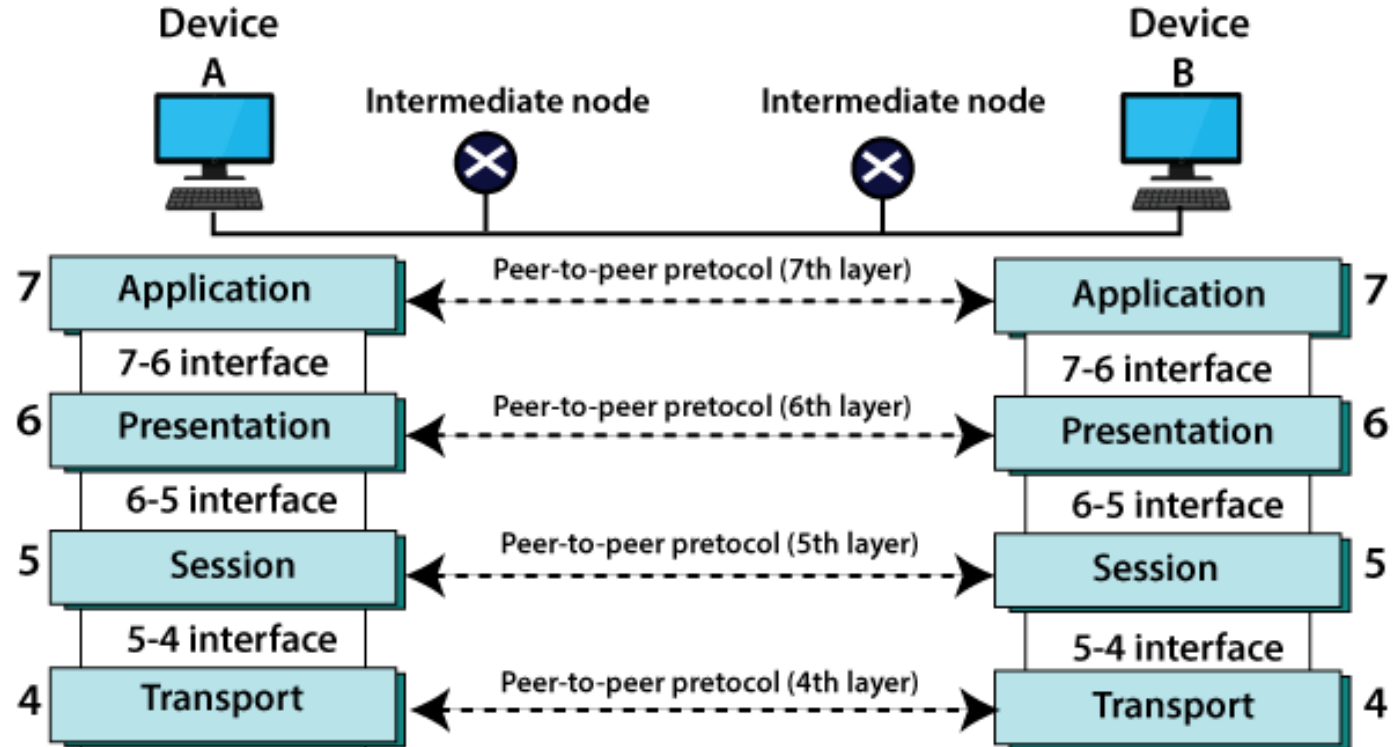 Device
A
Device
B
Intermediate node
Intermediate node
7
Application
Peer-to-peer pretocol (7th layer)
Application
7
7-6 interface
7-6 interface
6
Presentation
Peer-to-peer pretocol (6th layer)
Presentation
6
6-5 interface
6-5 interface
5
Session
Peer-to-peer pretocol (5th layer)
Session
5
5-4 interface
5-4 interface
4
Transport
Peer-to-peer pretocol (4th layer)
Transport
4